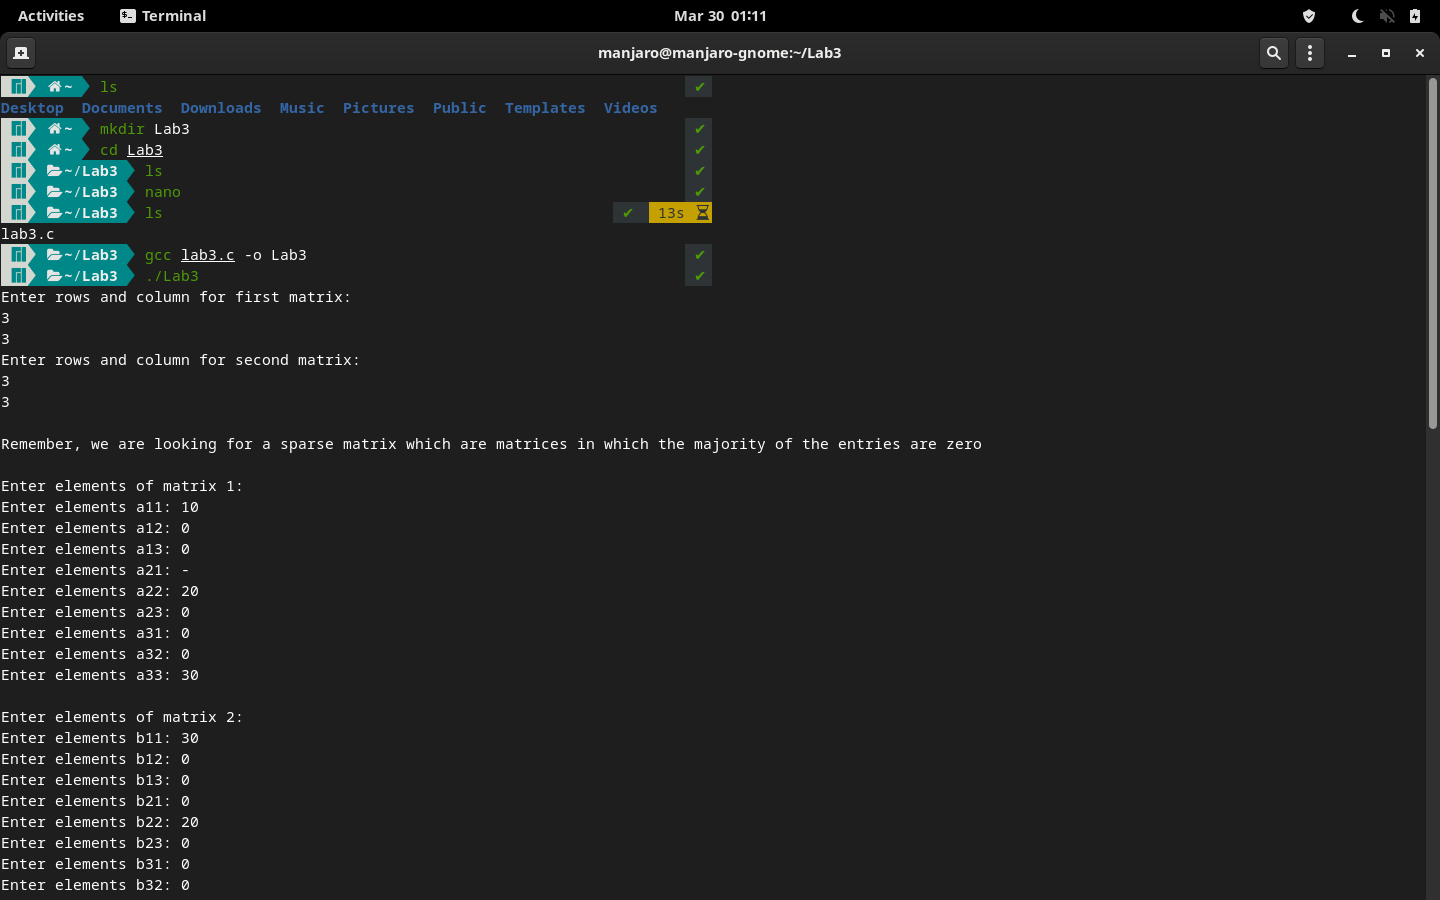 Activities Terminal Mar 30 01:11
manjaro@manjaro-gnome:~/Lab3
~ ls
Desktop Documents Downloads Music Pictures Public Templates Videos
~ mkdir Lab3
~ cd Lab3
~/Lab3 ls
~/Lab3 nano
~/Lab3 ls 13s
lab3.c
~/Lab3 gcc lab3.c -o Lab3
~/Lab3 ./Lab3
Enter rows and column for first matrix:
3
3
Enter rows and column for second matrix:
3
3
Remember, we are looking for a sparse matrix which are matrices in which the majority of the entries are zero
Enter elements of matrix 1:
Enter elements a11: 10
Enter elements a12: 0
Enter elements a13: 0
Enter elements a21: -
Enter elements a22: 20
Enter elements a23: 0
Enter elements a31: 0
Enter elements a32: 0
Enter elements a33: 30
Enter elements of matrix 2:
Enter elements b11: 30
Enter elements b12: 0
Enter elements b13: 0
Enter elements b21: 0
Enter elements b22: 20
Enter elements b23: 0
Enter elements b31: 0
Enter elements b32: 0